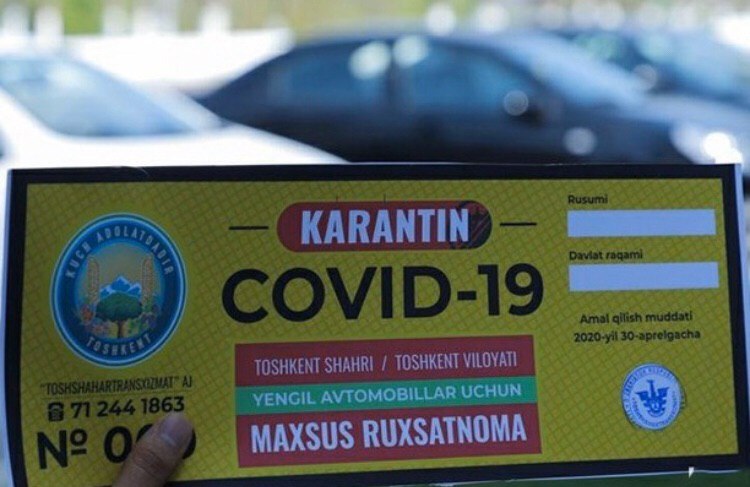 KUCH ADOLATDADIR
TOSHKENT
"TOSHSHAHARTRANSXIZMAT" AJ
☎ 71 244 1863
Nº 00
KARANTIN
COVID-19
TOSHKENT SHAHRI / TOSHKENT VILOYATI
YENGIL AVTOMOBILLAR UCHUN
MAXSUS RUXSATNOMA
Rusumi
Davlat raqami
Amal qilish muddati
2020-yil 30-aprelgacha